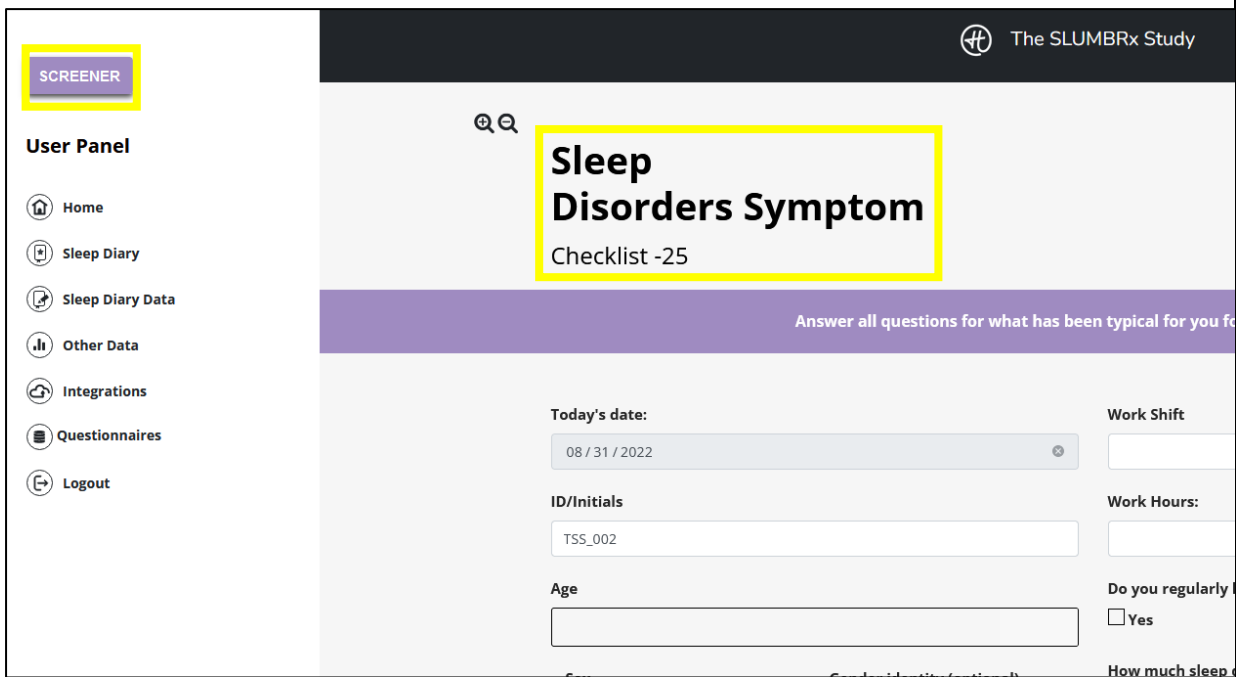 The SLUMBRx Study
SCREENER
User Panel
Home
Sleep Diary
Sleep Diary Data
Other Data
Integrations
Questionnaires
Logout
Sleep
Disorders Symptom
Checklist -25
Answer all questions for what has been typical for you
Today's date:
08 / 31 / 2022
ID/Initials
TSS_002
Age
Work Shift
Work Hours:
Do you regularly
Yes
How much sleep